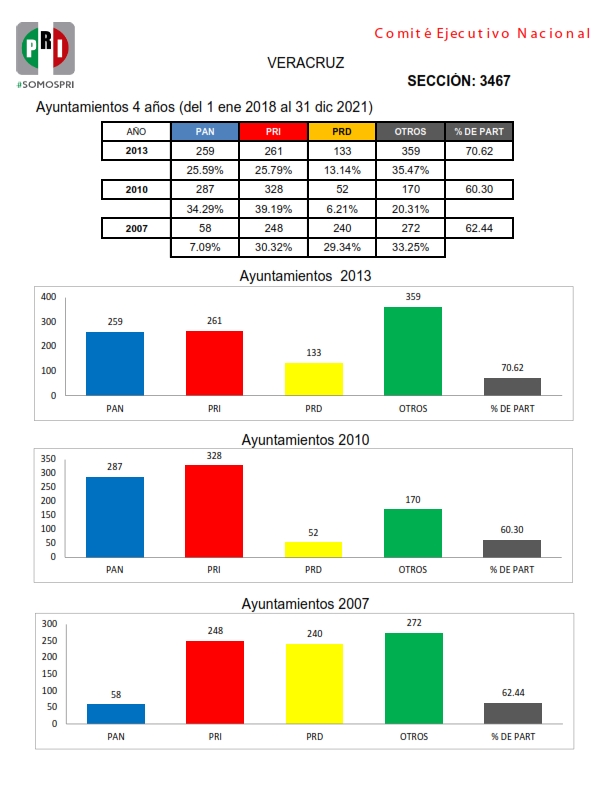 PRI
#SOMOSPRI
Comité Ejecutivo Nacional
VERACRUZ
SECCIÓN: 3467
Ayuntamientos 4 años (del 1 ene 2018 al 31 dic 2021)
AÑO PAN PRI PRD OTROS % DE PART
2013 259 261 133 359 70.62
25.59% 25.79% 13.14% 35.47%
2010 287 328 52 170 60.30
34.29% 39.19% 6.21% 20.31%
2007 58 248 240 272 62.44
7.09% 30.32% 29.34% 33.25%
Ayuntamientos 2013
400
300
200
100
0
259 261 133 359 70.62
PAN PRI PRD OTROS % DE PART
Ayuntamientos 2010
350
300
250
200
150
100
50
0
287 328 52 170 60.30
PAN PRI PRD OTROS % DE PART
Ayuntamientos 2007
300
250
200
150
100
50
0
58 248 240 272 62.44
PAN PRI PRD OTROS % DE PART